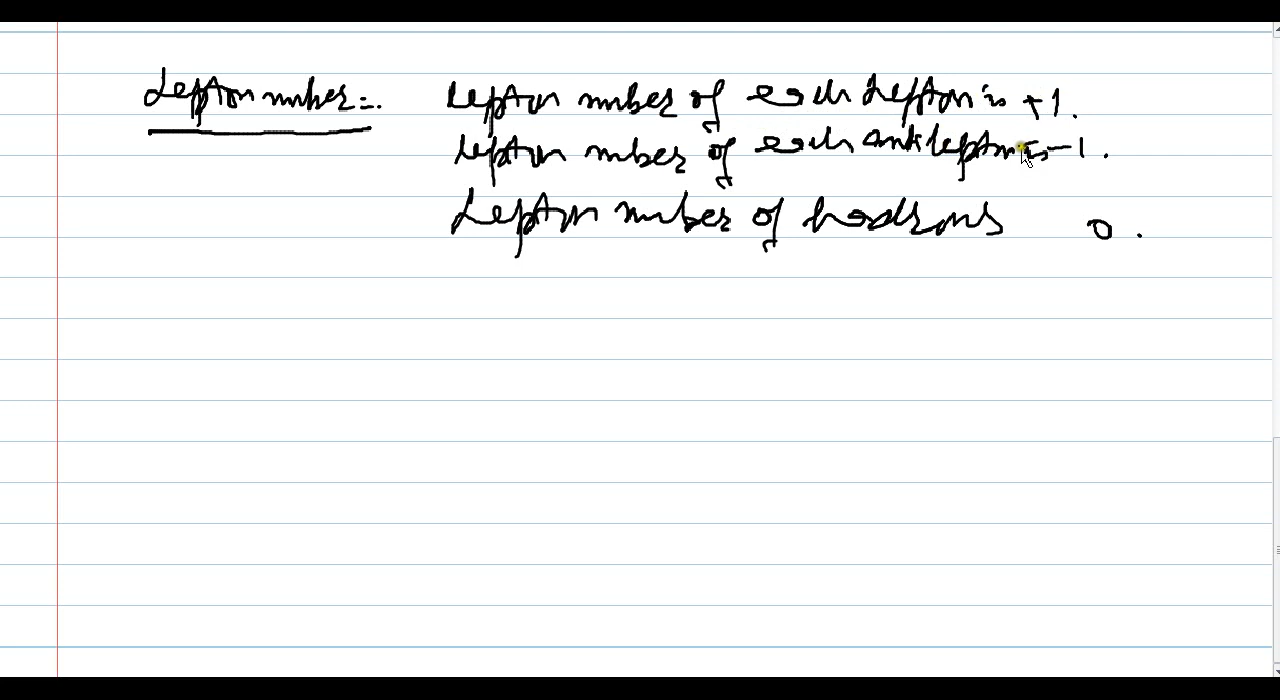 Lepton number:- Lepton number of each Lepton is +1.
Lepton number of each antilepton is -1.
Lepton number of hadrons 0.